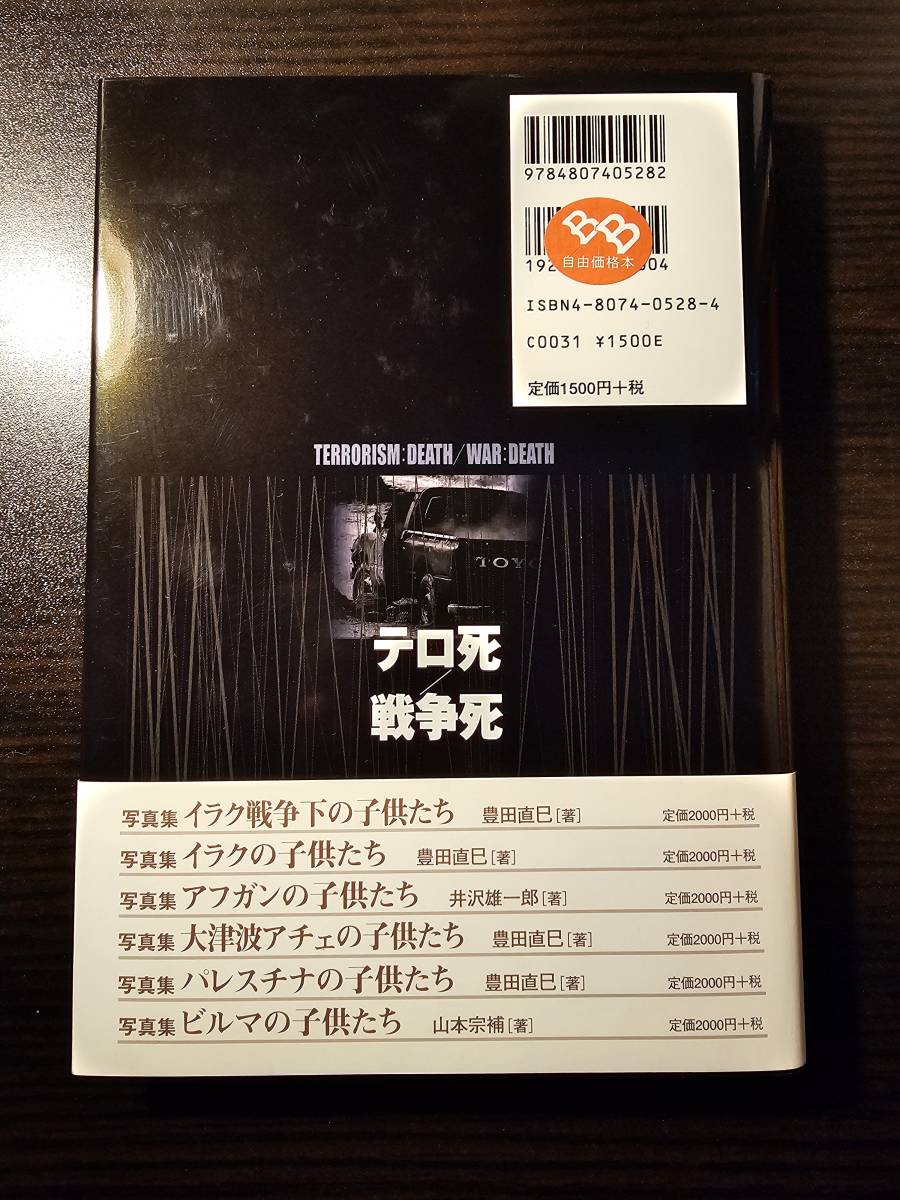 9784807405282
BB
自由価格本
192
004
ISBN4-8074-0528-4
C0031 ¥1500E
定価1500円+税
TERRORISM:DEATH/WAR:DEATH
TOYO
テロ死
/
戦争死
写真集 イラク戦争下の子供たち 豊田直巳[著] 定価2000円+税
写真集 イラクの子供たち 豊田直巳[著] 定価2000円+税
写真集 アフガンの子供たち 井沢雄一郎[著] 定価2000円+税
写真集 大津波アチェの子供たち 豊田直巳[著] 定価2000円+税
写真集 パレスチナの子供たち 豊田直巳[著] 定価2000円+税
写真集 ビルマの子供たち 山本宗補[著] 定価2000円+税